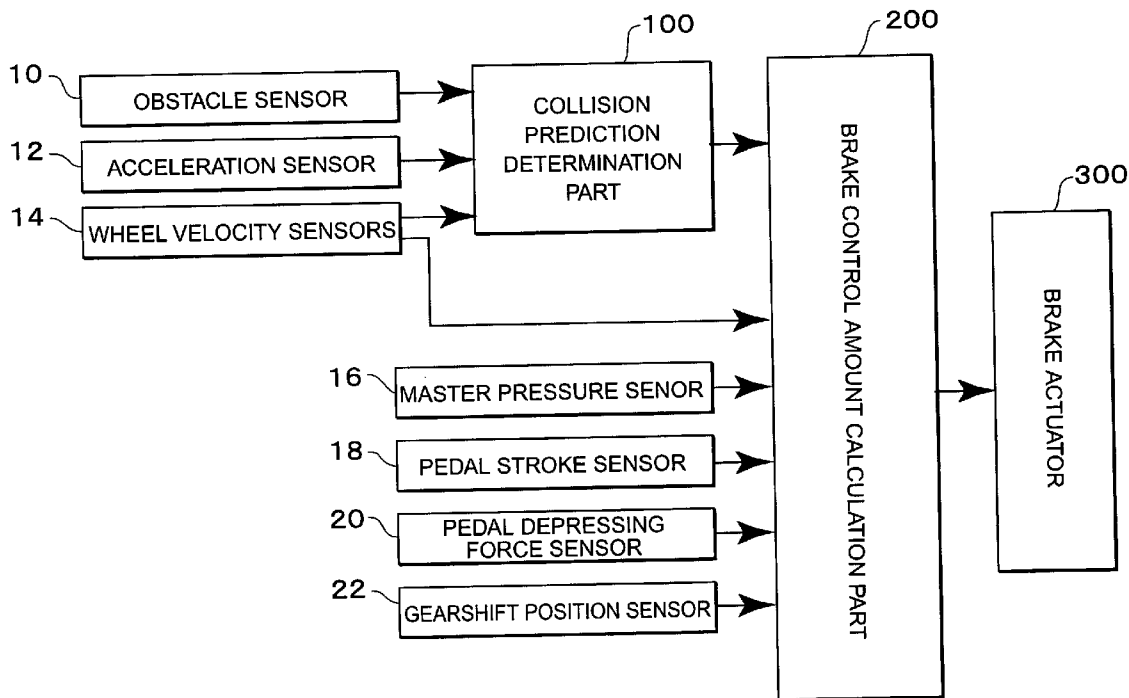 100
200
10
OBSTACLE SENSOR
12
ACCELERATION SENSOR
14
WHEEL VELOCITY SENSORS
COLLISION
PREDICTION
DETERMINATION
PART
BRAKE CONTROL AMOUNT CALCULATION PART
300
BRAKE ACTUATOR
16
MASTER PRESSURE SENOR
18
PEDAL STROKE SENSOR
20
PEDAL DEPRESSING
FORCE SENSOR
22
GEARSHIFT POSITION SENSOR